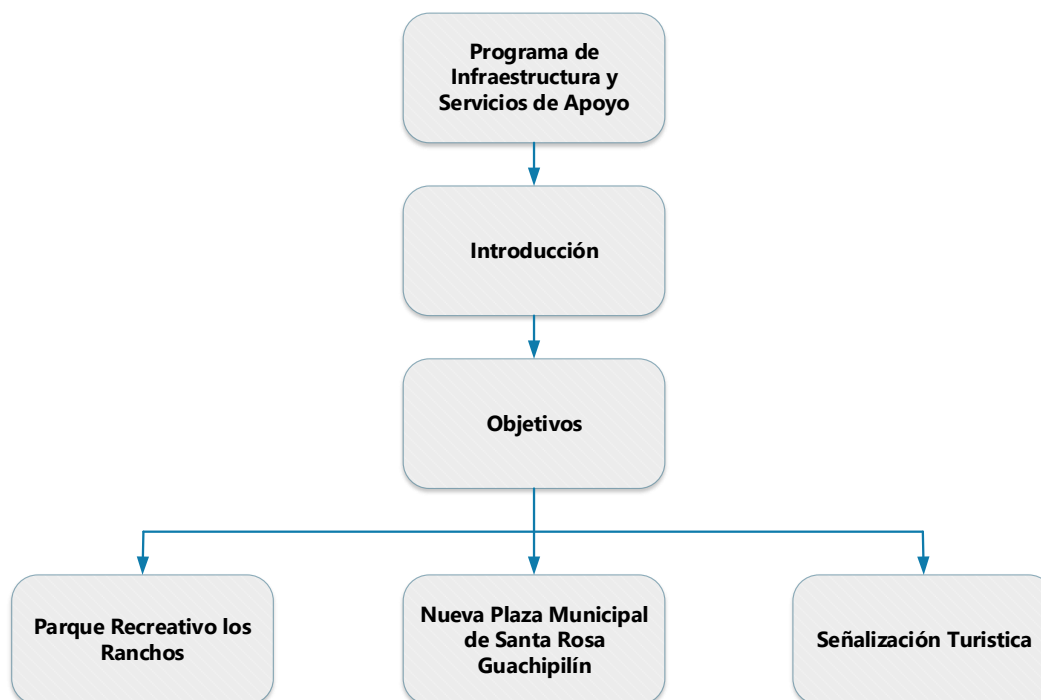 Programa de
Infraestructura y
Servicios de Apoyo
Introducción
Objetivos
Parque Recreativo los
Ranchos
Nueva Plaza Municipal
de Santa Rosa
Guachipilín
Señalización Turistica